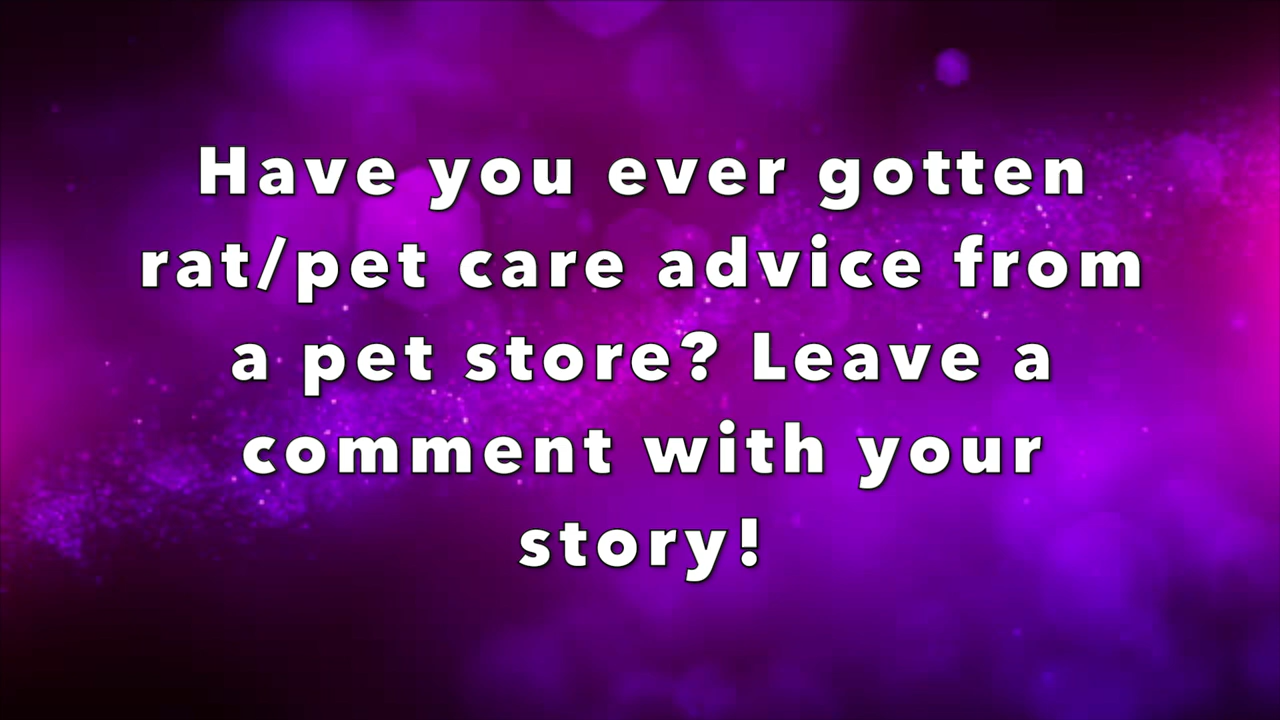 Have you ever gotten
rat/pet care advice from
a pet store? Leave a
comment with your
story!